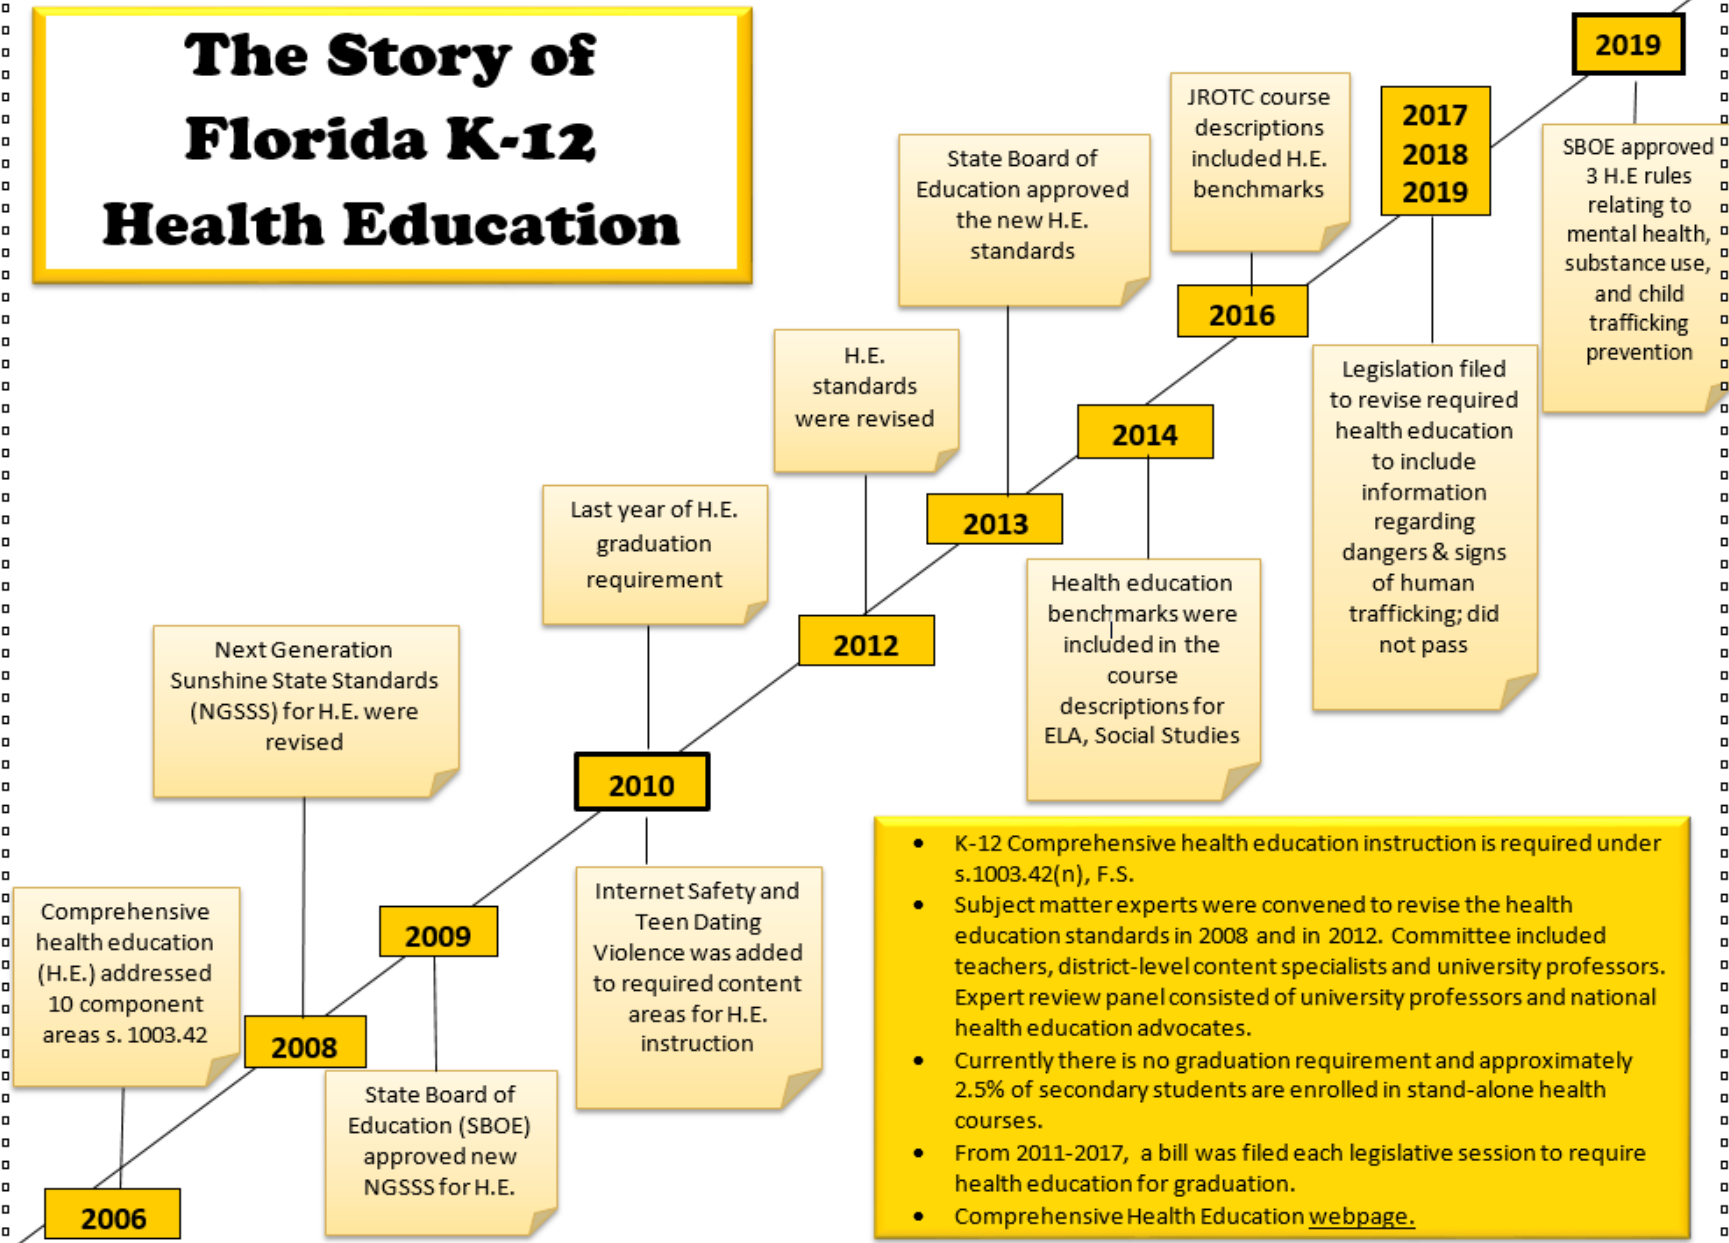 The Story of
Florida K-12
Health Education
2019
SBOE approved
3 H.E rules
relating to
mental health,
substance use,
and child
trafficking
prevention
2017
2018
2019
Legislation filed
to revise required
health education
to include
information
regarding
dangers & signs
of human
trafficking; did
not pass
JROTC course
descriptions
included H.E.
benchmarks
2016
2014
Health education
benchmarks were
included in the
course
descriptions for
ELA, Social Studies
State Board of
Education approved
the new H.E.
standards
2013
H.E.
standards
were revised
2012
Last year of H.E.
graduation
requirement
2010
Internet Safety and
Teen Dating
Violence was added
to required content
areas for H.E.
instruction
Next Generation
Sunshine State Standards
(NGSSS) for H.E. were
revised
2009
State Board of
Education (SBOE)
approved new
NGSSS for H.E.
2008
Comprehensive
health education
(H.E.) addressed
10 component
areas s. 1003.42
2006
• K-12 Comprehensive health education instruction is required under
s.1003.42(n), F.S.
• Subject matter experts were convened to revise the health
education standards in 2008 and in 2012. Committee included
teachers, district-level content specialists and university professors.
Expert review panel consisted of university professors and national
health education advocates.
• Currently there is no graduation requirement and approximately
2.5% of secondary students are enrolled in stand-alone health
courses.
• From 2011-2017, a bill was filed each legislative session to require
health education for graduation.
• Comprehensive Health Education webpage.